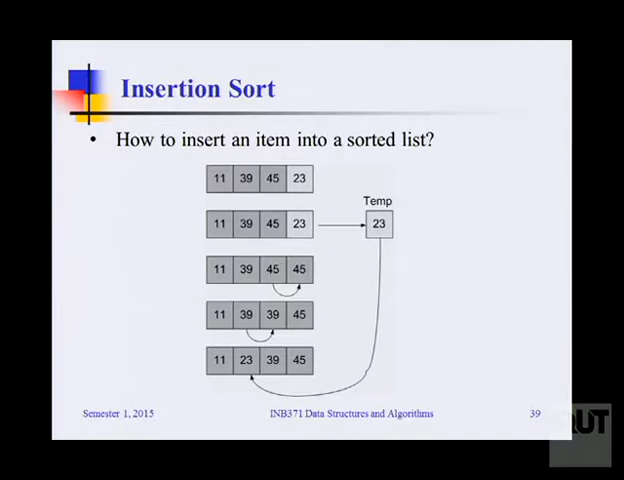 Insertion Sort
• How to insert an item into a sorted list?
11 39 45 23
Temp
11 39 45 23 23
11 39 45 45
11 39 39 45
11 23 39 45
Semester 1, 2015 INB371 Data Structures and Algorithms 39
QUT